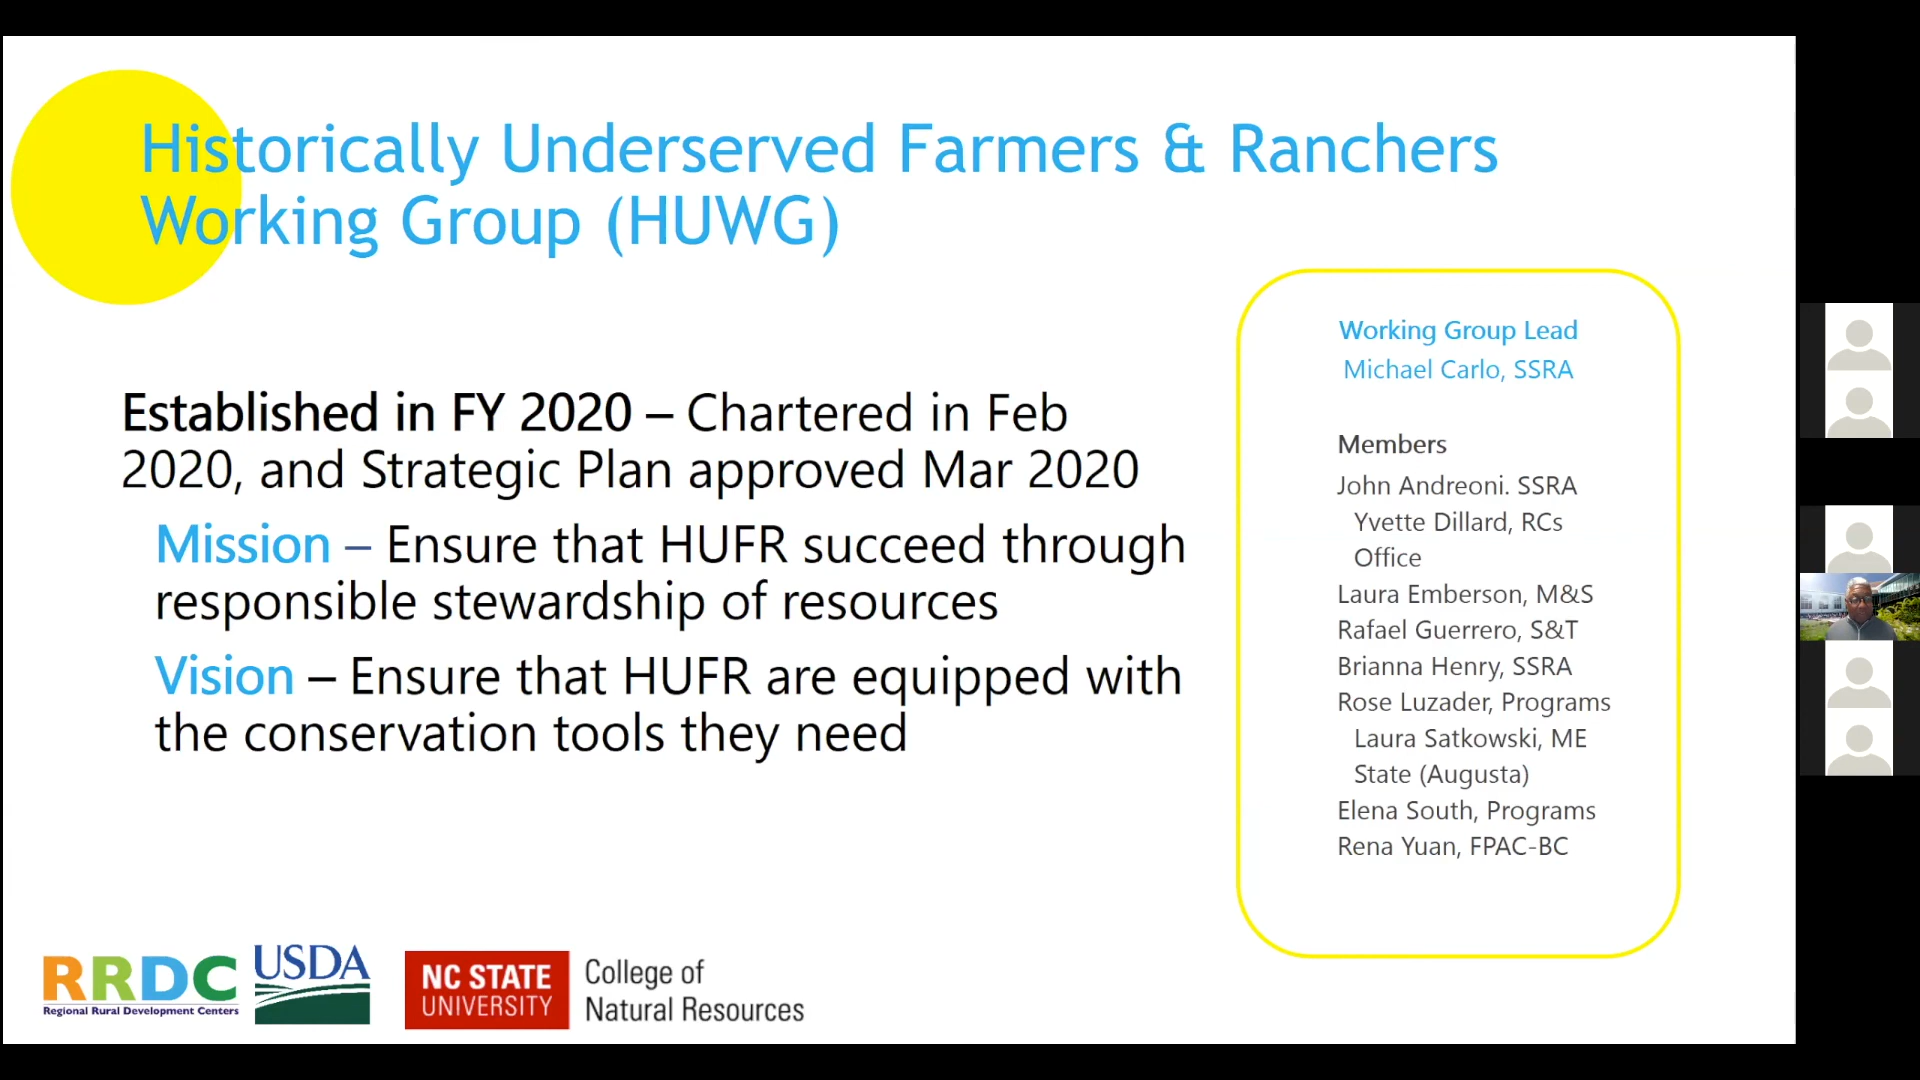 Historically Underserved Farmers & Ranchers
Working Group (HUWG)
Established in FY 2020 – Chartered in Feb
2020, and Strategic Plan approved Mar 2020
Mission – Ensure that HUFR succeed through
responsible stewardship of resources
Vision – Ensure that HUFR are equipped with
the conservation tools they need
Working Group Lead
Michael Carlo, SSRA
Members
John Andreoni. SSRA
Yvette Dillard, RCs
Office
Laura Emberson, M&S
Rafael Guerrero, S&T
Brianna Henry, SSRA
Rose Luzader, Programs
Laura Satkowski, ME
State (Augusta)
Elena South, Programs
Rena Yuan, FPAC-BC
RRDC
Regional Rural Development Centers
USDA
NC STATE
UNIVERSITY
College of
Natural Resources